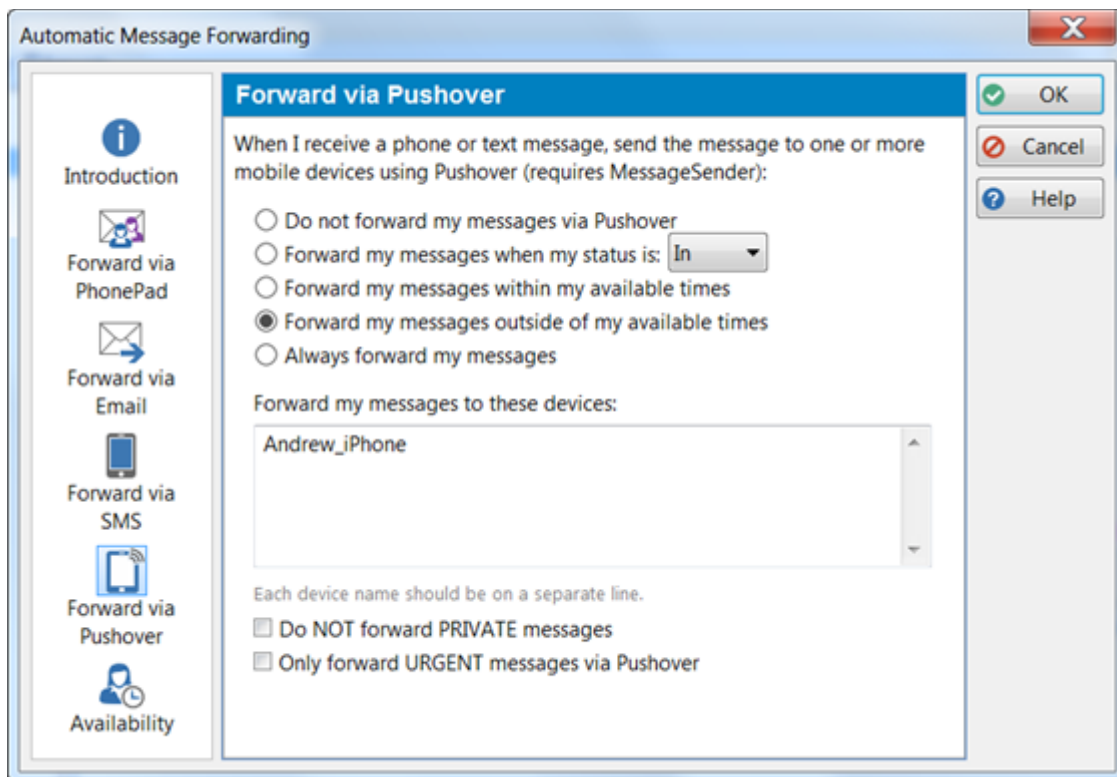 Automatic Message Forwarding
Introduction
Forward via
PhonePad
Forward via
Email
Forward via
SMS
Forward via
Pushover
Availability
Forward via Pushover
When I receive a phone or text message, send the message to one or more
mobile devices using Pushover (requires MessageSender):
Do not forward my messages via Pushover
Forward my messages when my status is: In
Forward my messages within my available times
Forward my messages outside of my available times
Always forward my messages
Forward my messages to these devices:
Andrew_iPhone
Each device name should be on a separate line.
Do NOT forward PRIVATE messages
Only forward URGENT messages via Pushover
OK
Cancel
Help